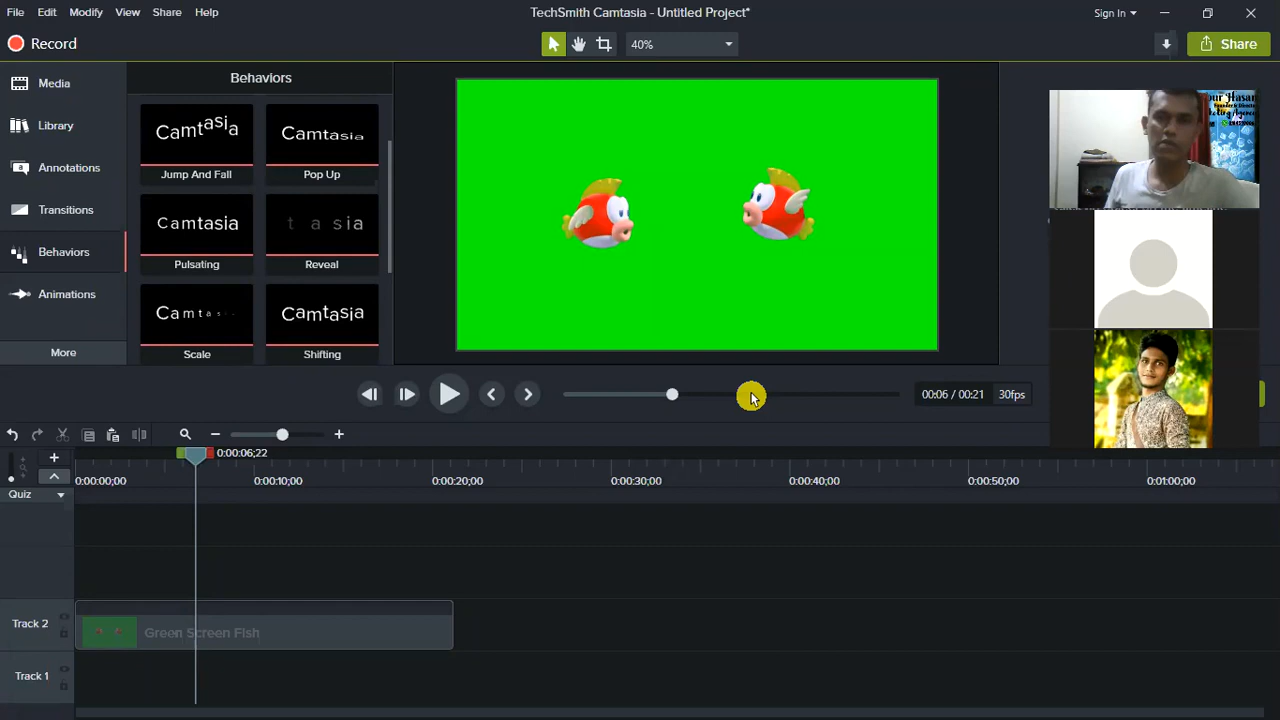 File Edit Modify View Share Help
TechSmith Camtasia - Untitled Project*
Sign In
Record
40%
Share
Media
Library
Annotations
Transitions
Behaviors
Animations
More
Behaviors
Camtasia
Jump And Fall
Camtasia
Pop Up
Camtasia
Pulsating
t a sia
Reveal
Camtas
Scale
Camtasia
Shifting
our Hasan
00:06 / 00:21 30fps
0:00:06;22
0:00:00;00 0:00:10;00 0:00:20;00 0:00:30;00 0:00:40;00 0:00:50;00 0:01:00;00
Quiz
Track 2
Green Screen Fish
Track 1